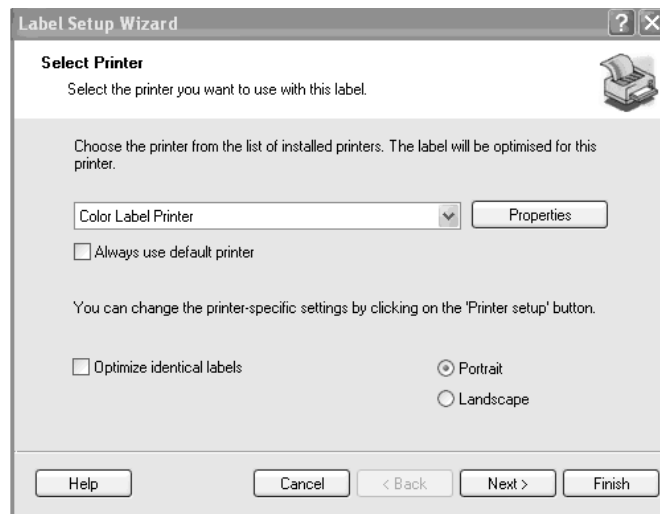 Label Setup Wizard
Select Printer
Select the printer you want to use with this label.
Choose the printer from the list of installed printers. The label will be optimised for this
printer.
Color Label Printer
Properties
Always use default printer
You can change the printer-specific settings by clicking on the 'Printer setup' button.
Optimize identical labels
Portrait
Landscape
Help
Cancel
< Back
Next >
Finish